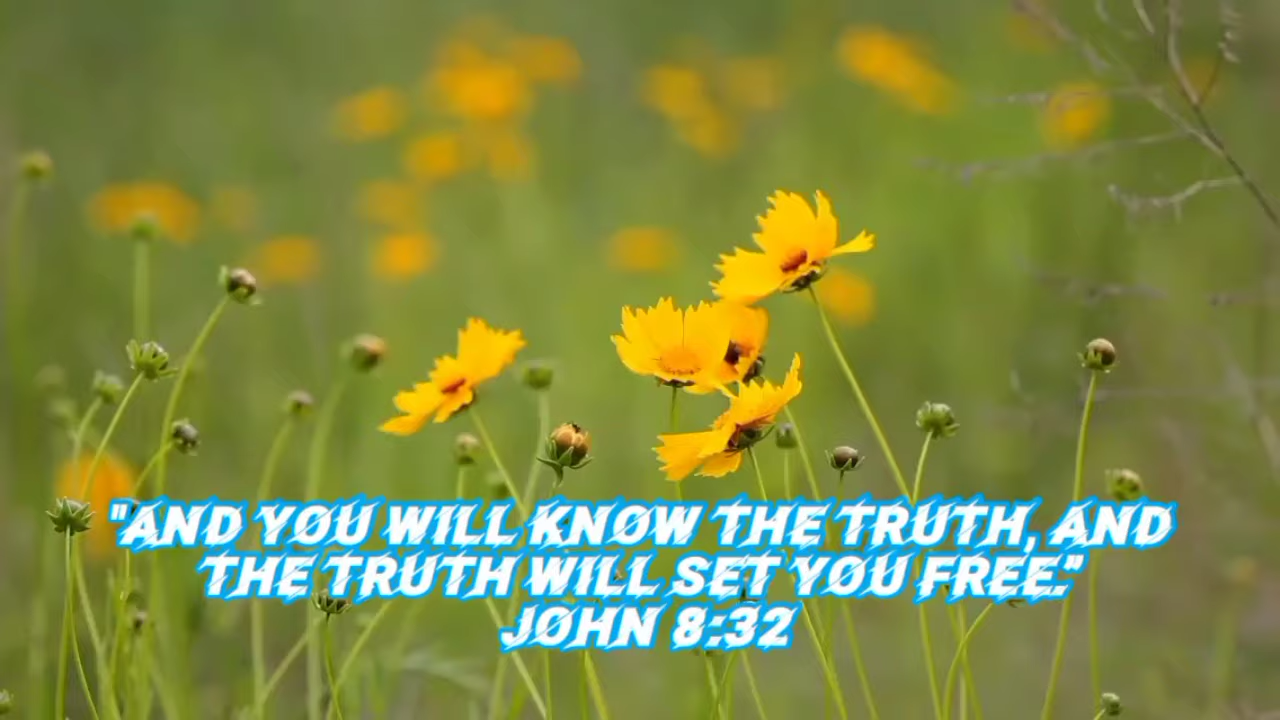 "AND YOU WILL KNOW THE TRUTH, AND
THE TRUTH WILL SET YOU FREE."
JOHN 8:32